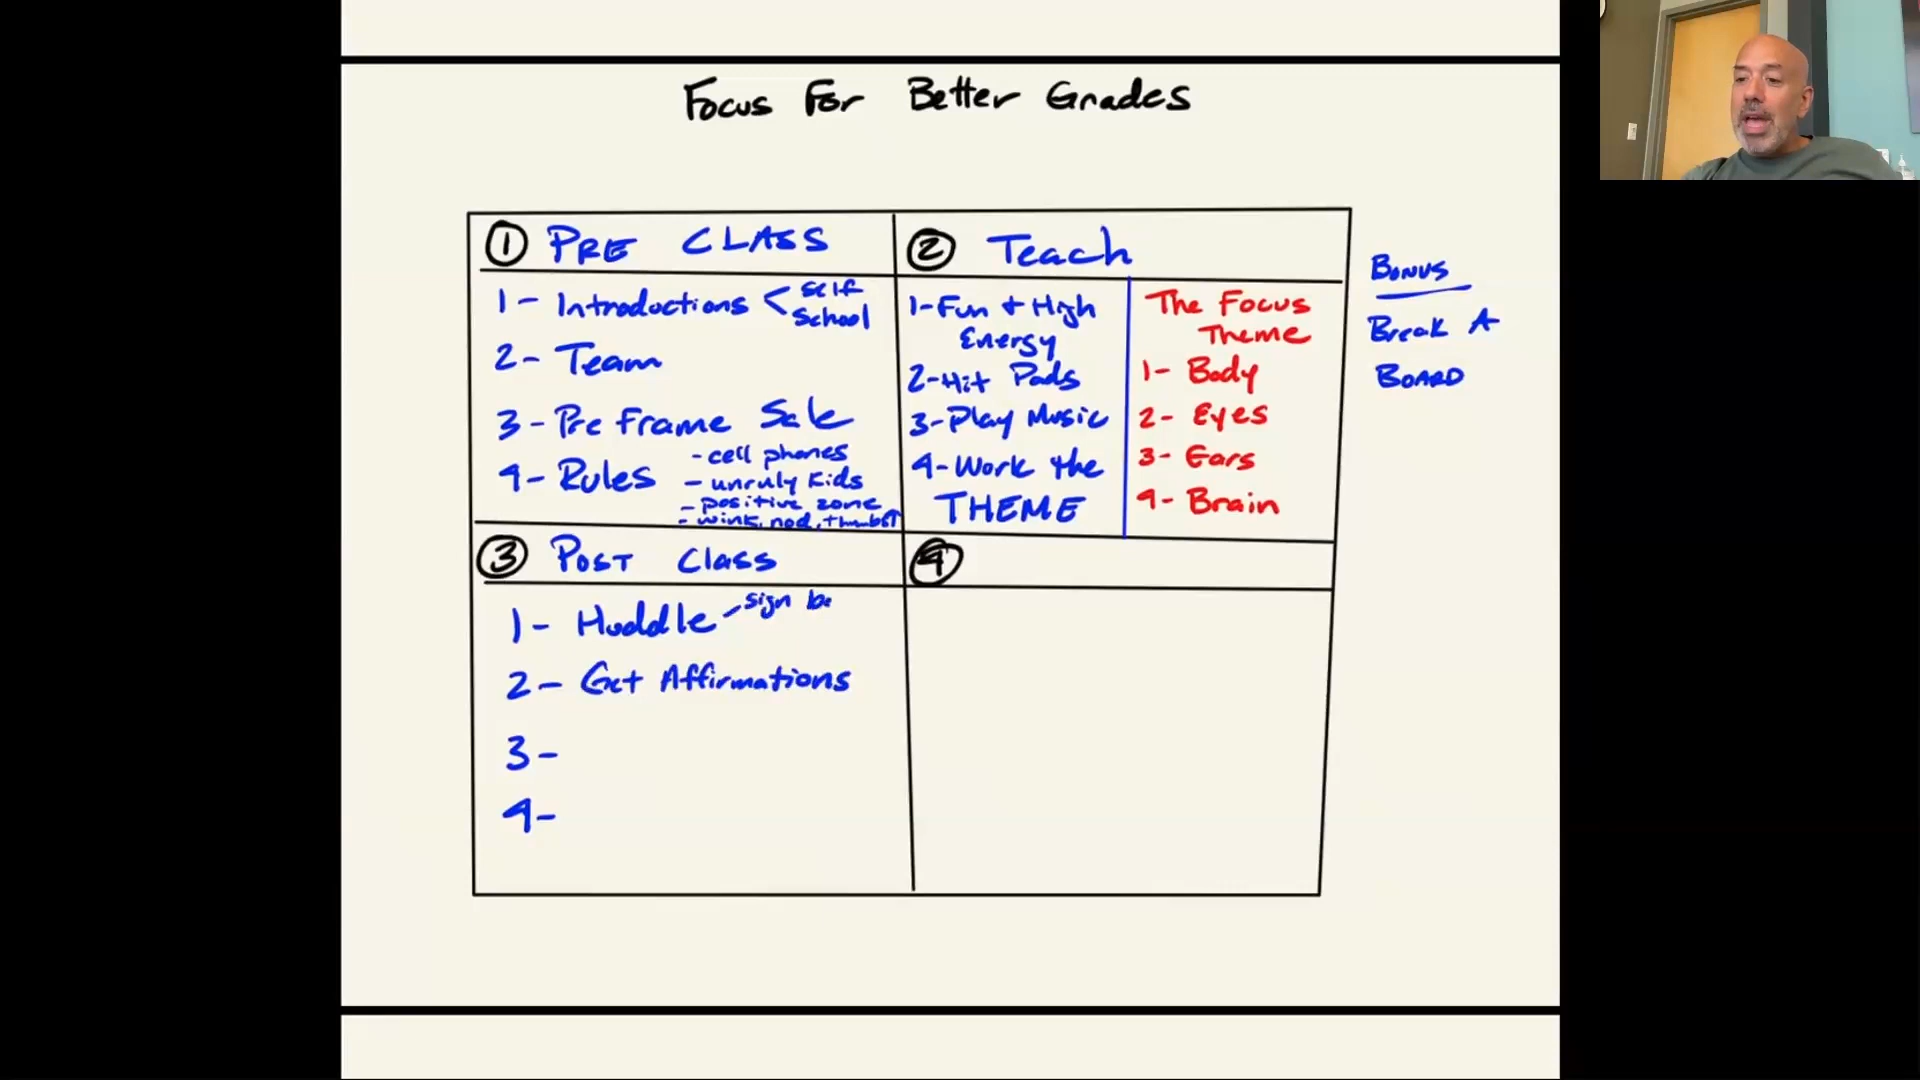 Focus For Better Grades
① PRE CLASS
1- Introductions < self
School
2- Team
3- Pre frame Sale
4- Rules - cell phones
- unruly kids
- positive zone
- wink, nod,
② Teach
1- Fun + High
Energy
2- Hit Pads
3- Play Music
4- Work the
THEME
The Focus
Theme
1- Body
2- Eyes
3- Ears
4- Brain
Bonus
Break A
BOARD
③ Post Class
1- Huddle - sign
2- Get Affirmations
3-
4-
④